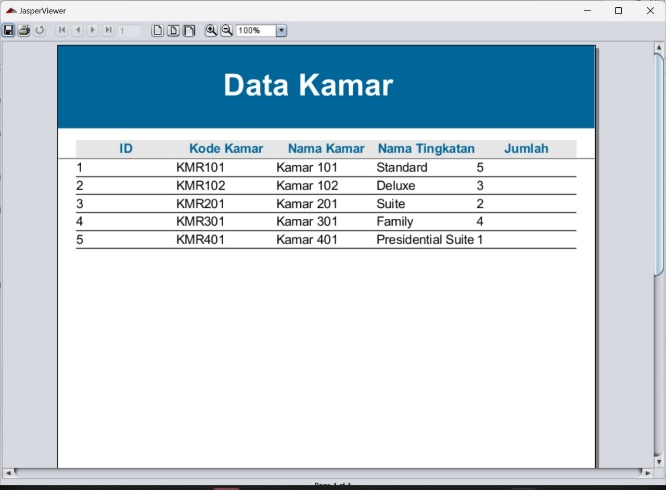 JasperViewer
1
100%
Data Kamar
ID Kode Kamar Nama Kamar Nama Tingkatan Jumlah
1 KMR101 Kamar 101 Standard 5
2 KMR102 Kamar 102 Deluxe 3
3 KMR201 Kamar 201 Suite 2
4 KMR301 Kamar 301 Family 4
5 KMR401 Kamar 401 Presidential Suite 1